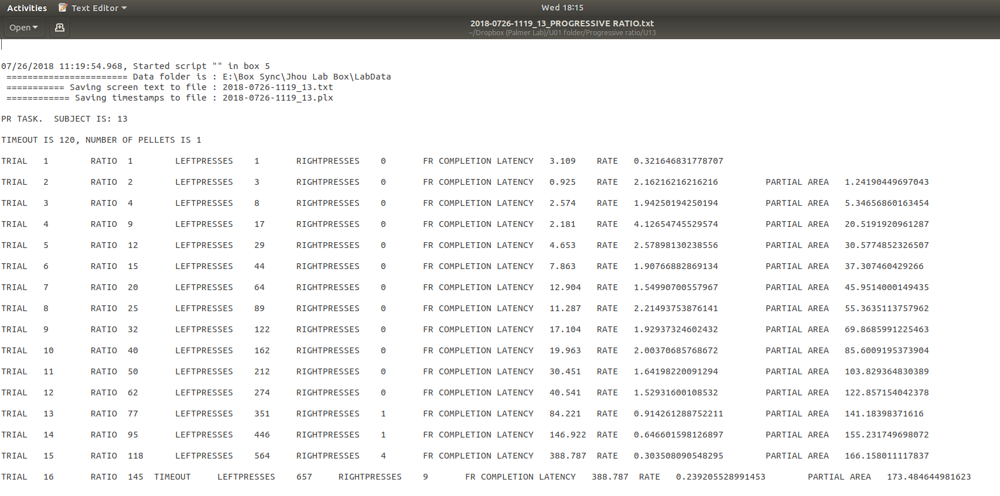 Activities Text Editor Wed 18:15
Open 2018-0726-1119_13_PROGRESSIVE RATIO.txt
~/Dropbox (Palmer Lab)/U01 folder/Progressive ratio/U13
07/26/2018 11:19:54.968, Started script "" in box 5
======================= Data folder is : E:\Box Sync\Jhou Lab Box\LabData
=========== Saving screen text to file : 2018-0726-1119_13.txt
============ Saving timestamps to file : 2018-0726-1119_13.plx
PR TASK. SUBJECT IS: 13
TIMEOUT IS 120, NUMBER OF PELLETS IS 1
TRIAL 1 RATIO 1 LEFTPRESSES 1 RIGHTPRESSES 0 FR COMPLETION LATENCY 3.109 RATE 0.321646831778707
TRIAL 2 RATIO 2 LEFTPRESSES 3 RIGHTPRESSES 0 FR COMPLETION LATENCY 0.925 RATE 2.16216216216216 PARTIAL AREA 1.24190449697043
TRIAL 3 RATIO 4 LEFTPRESSES 8 RIGHTPRESSES 0 FR COMPLETION LATENCY 2.574 RATE 1.94250194250194 PARTIAL AREA 5.34656860163454
TRIAL 4 RATIO 9 LEFTPRESSES 17 RIGHTPRESSES 0 FR COMPLETION LATENCY 2.181 RATE 4.12654745529574 PARTIAL AREA 20.5191920961287
TRIAL 5 RATIO 12 LEFTPRESSES 29 RIGHTPRESSES 0 FR COMPLETION LATENCY 4.653 RATE 2.57898130238556 PARTIAL AREA 30.5774852326507
TRIAL 6 RATIO 15 LEFTPRESSES 44 RIGHTPRESSES 0 FR COMPLETION LATENCY 7.863 RATE 1.90766882869134 PARTIAL AREA 37.307460429266
TRIAL 7 RATIO 20 LEFTPRESSES 64 RIGHTPRESSES 0 FR COMPLETION LATENCY 12.904 RATE 1.54990700557967 PARTIAL AREA 45.9514000149435
TRIAL 8 RATIO 25 LEFTPRESSES 89 RIGHTPRESSES 0 FR COMPLETION LATENCY 11.287 RATE 2.21493753876141 PARTIAL AREA 55.3635113757962
TRIAL 9 RATIO 32 LEFTPRESSES 122 RIGHTPRESSES 0 FR COMPLETION LATENCY 17.104 RATE 1.92937324602432 PARTIAL AREA 69.8685991225463
TRIAL 10 RATIO 40 LEFTPRESSES 162 RIGHTPRESSES 0 FR COMPLETION LATENCY 19.963 RATE 2.00370685768672 PARTIAL AREA 85.6009195373904
TRIAL 11 RATIO 50 LEFTPRESSES 212 RIGHTPRESSES 0 FR COMPLETION LATENCY 30.451 RATE 1.64198220091294 PARTIAL AREA 103.829364830389
TRIAL 12 RATIO 62 LEFTPRESSES 274 RIGHTPRESSES 0 FR COMPLETION LATENCY 40.541 RATE 1.52931600108532 PARTIAL AREA 122.857154042378
TRIAL 13 RATIO 77 LEFTPRESSES 351 RIGHTPRESSES 1 FR COMPLETION LATENCY 84.221 RATE 0.914261288752211 PARTIAL AREA 141.18398371616
TRIAL 14 RATIO 95 LEFTPRESSES 446 RIGHTPRESSES 1 FR COMPLETION LATENCY 146.922 RATE 0.646601598126897 PARTIAL AREA 155.231749698072
TRIAL 15 RATIO 118 LEFTPRESSES 564 RIGHTPRESSES 4 FR COMPLETION LATENCY 388.787 RATE 0.303508090548295 PARTIAL AREA 166.158011117837
TRIAL 16 RATIO 145 TIMEOUT LEFTPRESSES 657 RIGHTPRESSES 9 FR COMPLETION LATENCY 388.787 RATE 0.239205528991453 PARTIAL AREA 173.484644981623